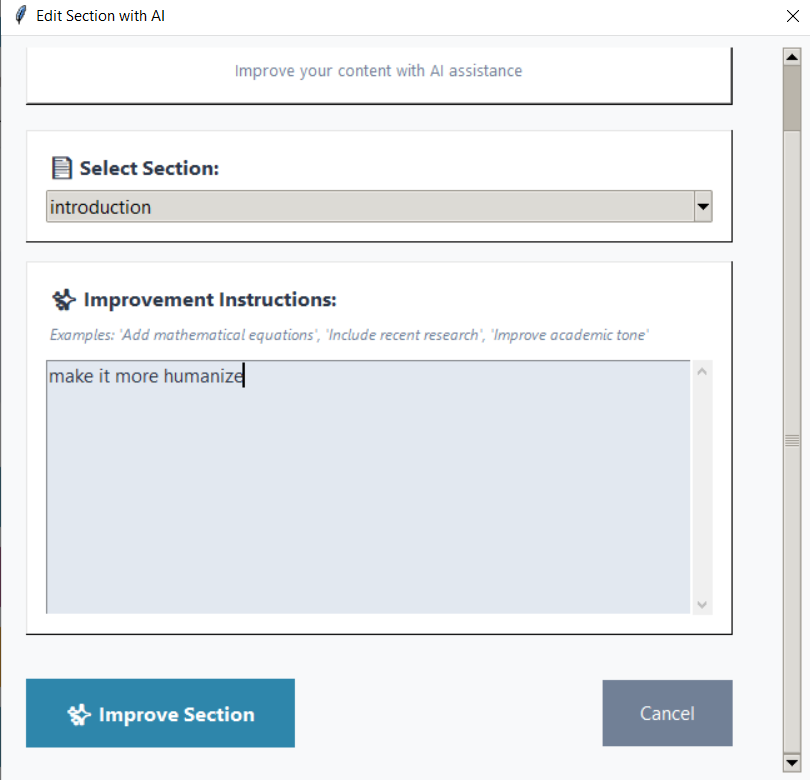 Edit Section with AI
Improve your content with AI assistance
Select Section:
introduction
Improvement Instructions:
Examples: 'Add mathematical equations', 'Include recent research', 'Improve academic tone'
make it more humanize
Improve Section
Cancel